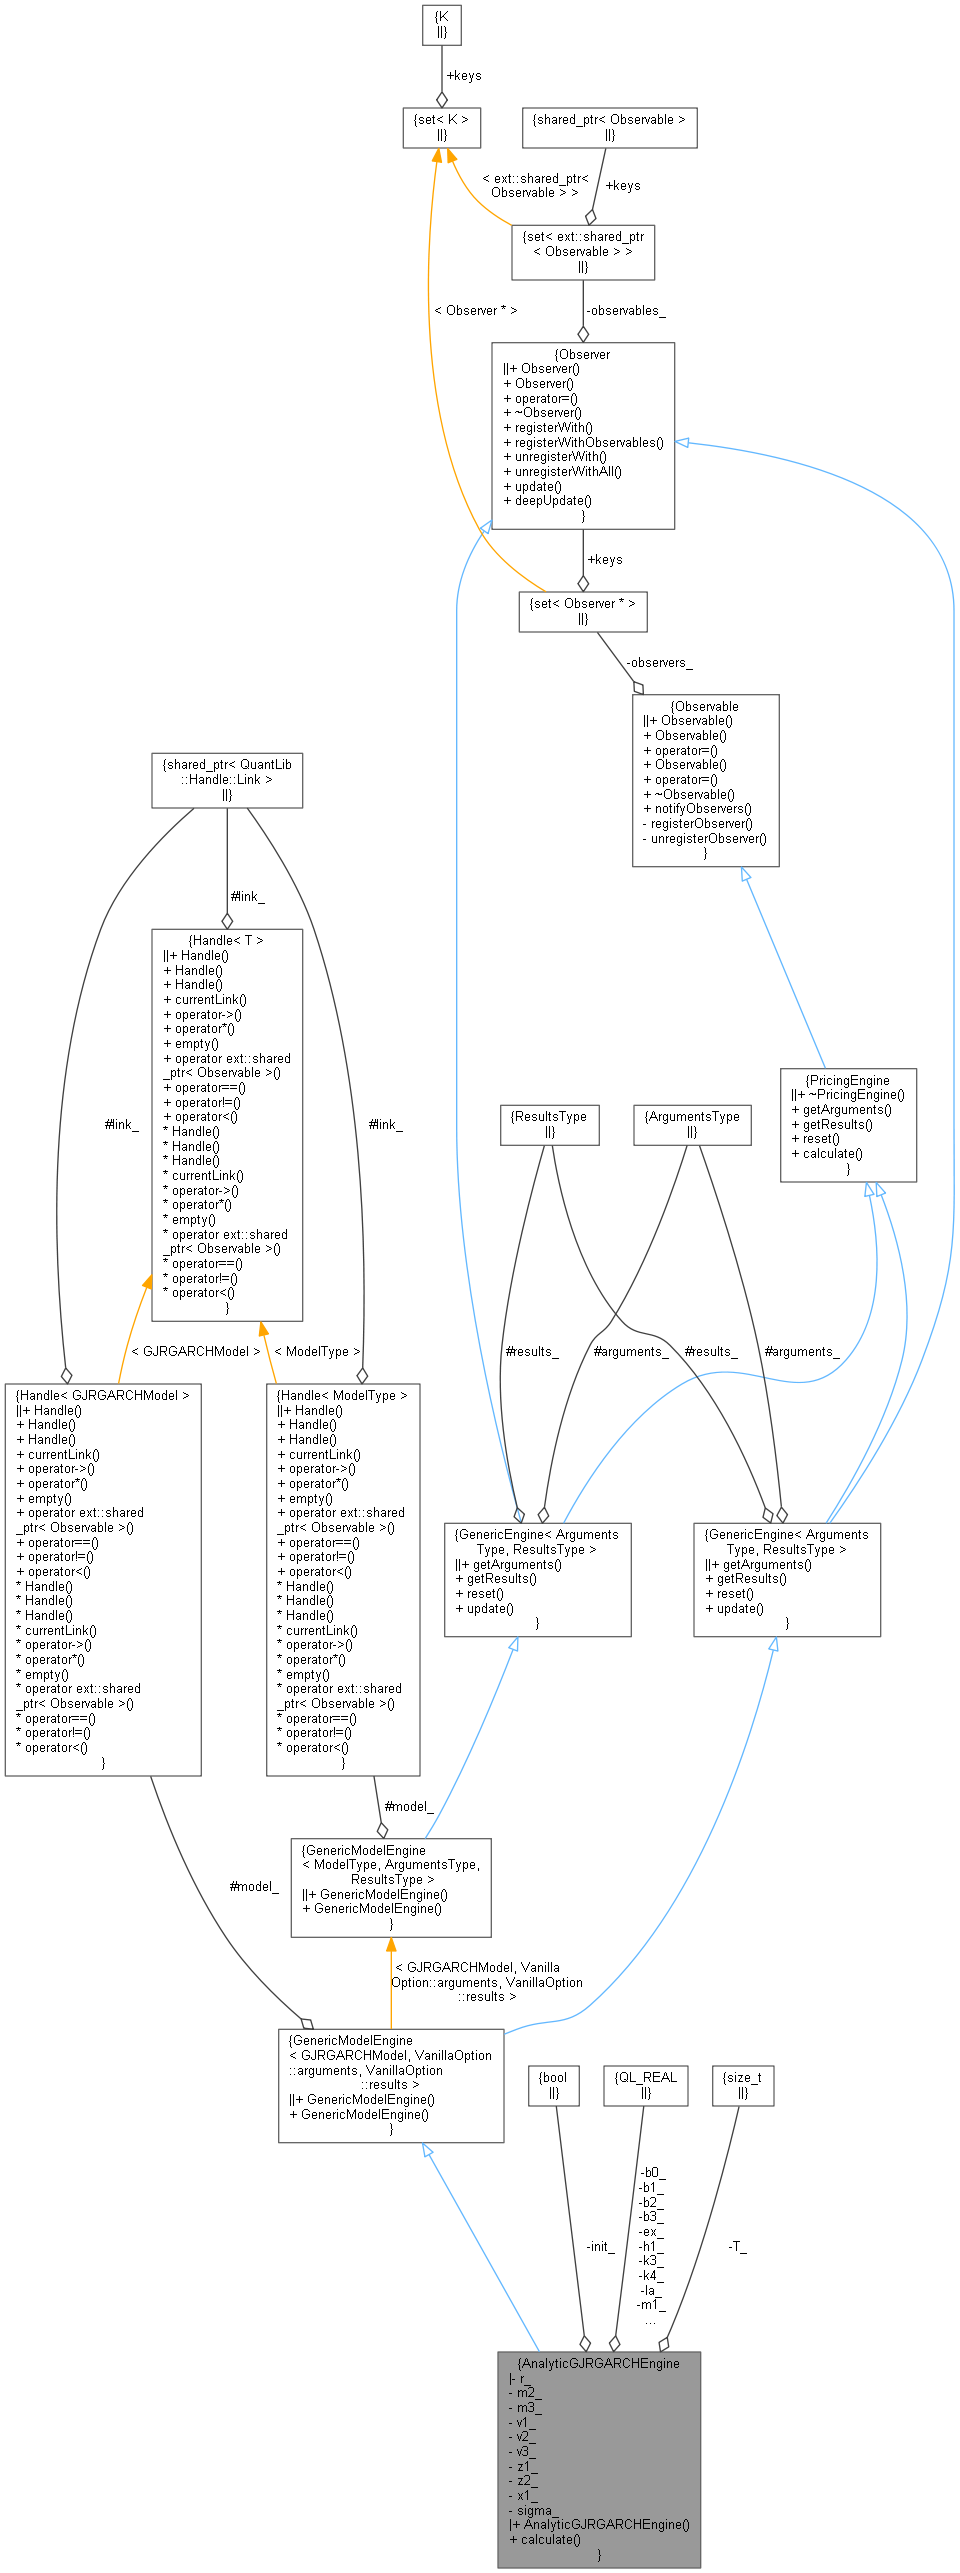 {K
||}
+keys
{set< K >
||}
{shared_ptr< Observable >
||}
< ext::shared_ptr<
Observable > >
+keys
{set< ext::shared_ptr
< Observable > >
||}
< Observer * >
-observables_
{Observer
||+ Observer()
+ Observer()
+ operator=()
+ ~Observer()
+ registerWith()
+ registerWithObservables()
+ unregisterWith()
+ unregisterWithAll()
+ update()
+ deepUpdate()
}
+keys
{set< Observer * >
||}
-observers_
{Observable
||+ Observable()
+ Observable()
+ operator=()
+ Observable()
+ operator=()
+ ~Observable()
+ notifyObservers()
- registerObserver()
- unregisterObserver()
}
{shared_ptr< QuantLib
::Handle::Link >
||}
#link_
{Handle< T >
||+ Handle()
+ Handle()
+ Handle()
+ currentLink()
+ operator->()
+ operator*()
+ empty()
+ operator ext::shared
_ptr< Observable >()
+ operator==()
+ operator!=()
+ operator<()
* Handle()
* Handle()
* Handle()
* currentLink()
* operator->()
* operator*()
* empty()
* operator ext::shared
_ptr< Observable >()
* operator==()
* operator!=()
* operator<()
}
#link_
#link_
{PricingEngine
||+ ~PricingEngine()
+ getArguments()
+ getResults()
+ reset()
+ calculate()
}
{ResultsType
||}
{ArgumentsType
||}
< GJRGARCHModel >
< ModelType >
#results_
#arguments_
#results_
#arguments_
{Handle< GJRGARCHModel >
||+ Handle()
+ Handle()
+ Handle()
+ currentLink()
+ operator->()
+ operator*()
+ empty()
+ operator ext::shared
_ptr< Observable >()
+ operator==()
+ operator!=()
+ operator<()
* Handle()
* Handle()
* Handle()
* currentLink()
* operator->()
* operator*()
* empty()
* operator ext::shared
_ptr< Observable >()
* operator==()
* operator!=()
* operator<()
}
{Handle< ModelType >
||+ Handle()
+ Handle()
+ Handle()
+ currentLink()
+ operator->()
+ operator*()
+ empty()
+ operator ext::shared
_ptr< Observable >()
+ operator==()
+ operator!=()
+ operator<()
* Handle()
* Handle()
* Handle()
* currentLink()
* operator->()
* operator*()
* empty()
* operator ext::shared
_ptr< Observable >()
* operator==()
* operator!=()
* operator<()
}
{GenericEngine< Arguments
Type, ResultsType >
||+ getArguments()
+ getResults()
+ reset()
+ update()
}
{GenericEngine< Arguments
Type, ResultsType >
||+ getArguments()
+ getResults()
+ reset()
+ update()
}
#model_
{GenericModelEngine
< ModelType, ArgumentsType,
ResultsType >
||+ GenericModelEngine()
+ GenericModelEngine()
}
#model_
< GJRGARCHModel, Vanilla
Option::arguments, VanillaOption
::results >
{GenericModelEngine
< GJRGARCHModel, VanillaOption
::arguments, VanillaOption
::results >
||+ GenericModelEngine()
+ GenericModelEngine()
}
{bool
||}
{QL_REAL
||}
{size_t
||}
-init_
-b0_
-b1_
-b2_
-b3_
-ex_
-h1_
-k3_
-k4_
-la_
-m1_
...
-T_
{AnalyticGJRGARCHEngine
|- r_
- m2_
- m3_
- v1_
- v2_
- v3_
- z1_
- z2_
- x1_
- sigma_
|+ AnalyticGJRGARCHEngine()
+ calculate()
}